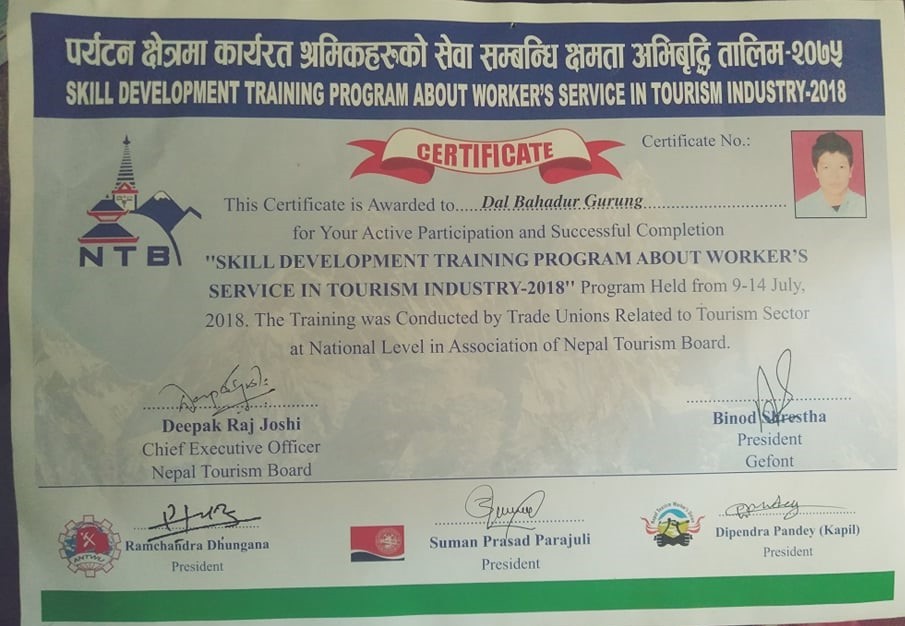 पर्यटन क्षेत्रमा कार्यरत श्रमिकहरुको सेवा सम्बन्धि क्षमता अभिबृद्धि तालिम-२०७५
SKILL DEVELOPMENT TRAINING PROGRAM ABOUT WORKER'S SERVICE IN TOURISM INDUSTRY-2018
CERTIFICATE
Certificate No.:
NTB
This Certificate is Awarded to.....Dal Bahadur Gurung
for Your Active Participation and Successful Completion
"SKILL DEVELOPMENT TRAINING PROGRAM ABOUT WORKER'S
SERVICE IN TOURISM INDUSTRY-2018" Program Held from 9-14 July,
2018. The Training was Conducted by Trade Unions Related to Tourism Sector
at National Level in Association of Nepal Tourism Board.
Deepak Raj Joshi
Chief Executive Officer
Nepal Tourism Board
Binod Shrestha
President
Gefont
ANTWU
Ramchandra Dhungana
President
Suman Prasad Parajuli
President
Dipendra Pandey (Kapil)
President